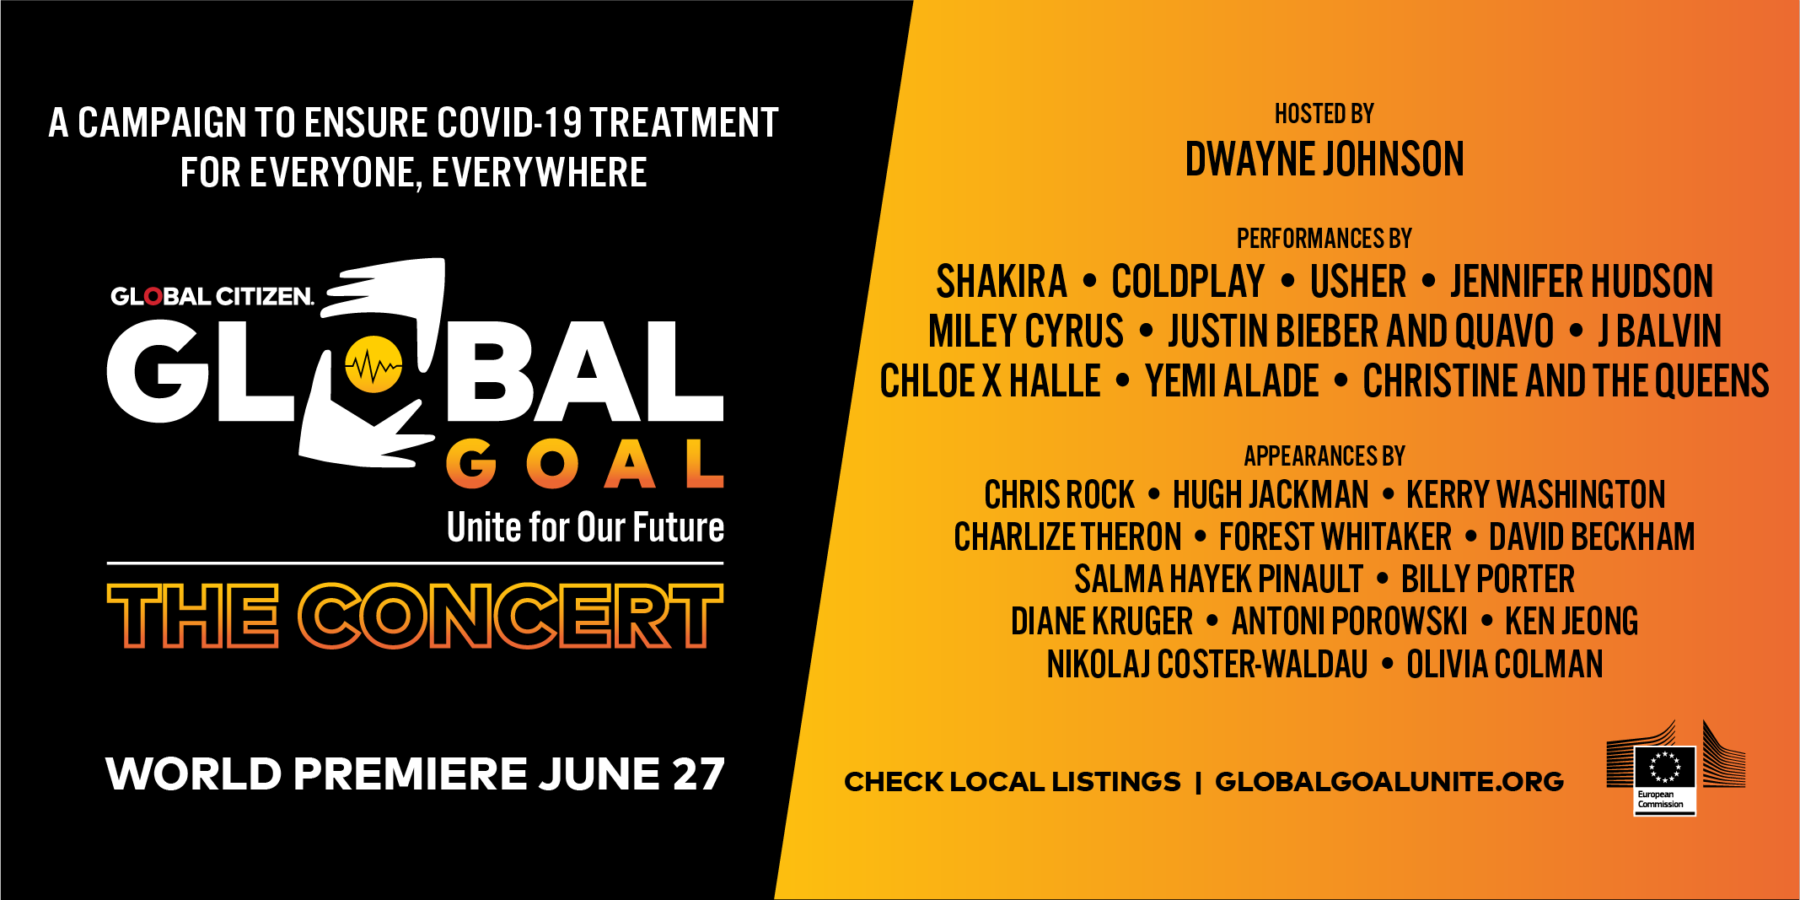 A CAMPAIGN TO ENSURE COVID-19 TREATMENT
FOR EVERYONE, EVERYWHERE
GLOBAL CITIZEN.
GLOBAL
GOAL
Unite for Our Future
THE CONCERT
WORLD PREMIERE JUNE 27
HOSTED BY
DWAYNE JOHNSON
PERFORMANCES BY
SHAKIRA • COLDPLAY • USHER • JENNIFER HUDSON
MILEY CYRUS • JUSTIN BIEBER AND QUAVO • J BALVIN
CHLOE X HALLE • YEMI ALADE • CHRISTINE AND THE QUEENS
APPEARANCES BY
CHRIS ROCK • HUGH JACKMAN • KERRY WASHINGTON
CHARLIZE THERON • FOREST WHITAKER • DAVID BECKHAM
SALMA HAYEK PINAULT • BILLY PORTER
DIANE KRUGER • ANTONI POROWSKI • KEN JEONG
NIKOLAJ COSTER-WALDAU • OLIVIA COLMAN
CHECK LOCAL LISTINGS | GLOBALGOALUNITE.ORG
European
Commission